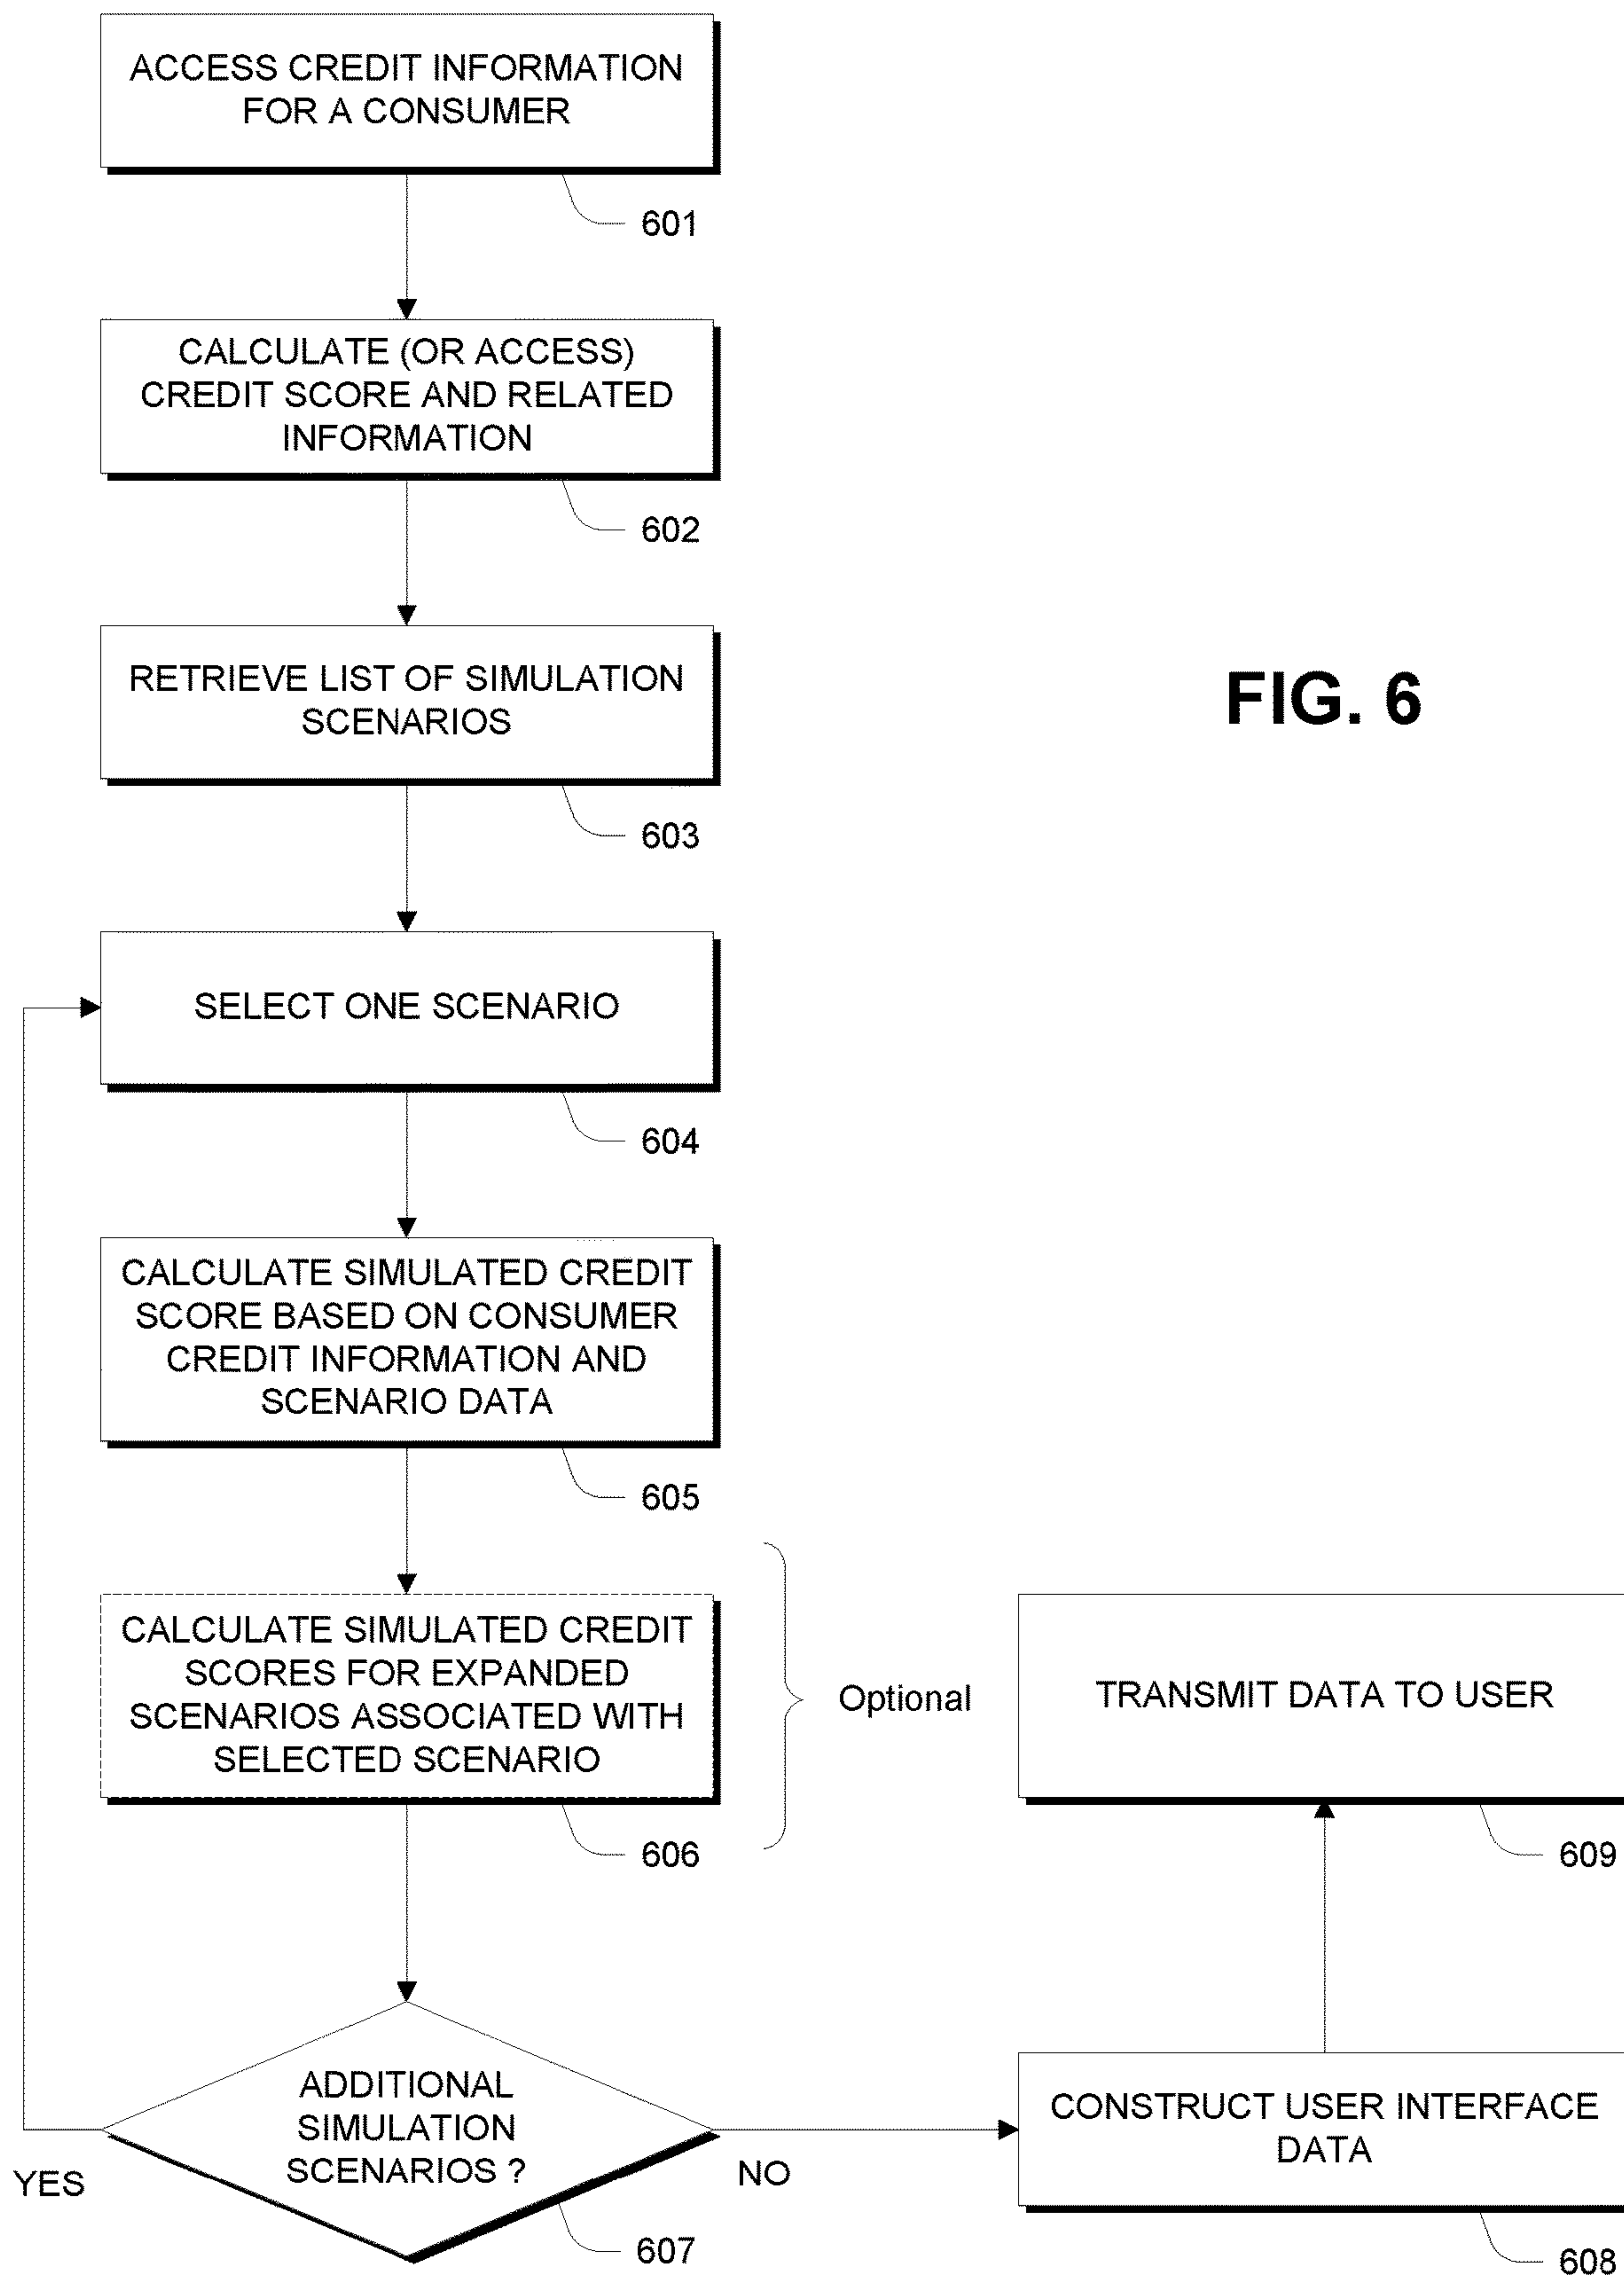 ACCESS CREDIT INFORMATION
FOR A CONSUMER
601
CALCULATE (OR ACCESS)
CREDIT SCORE AND RELATED
INFORMATION
602
RETRIEVE LIST OF SIMULATION
SCENARIOS
603
FIG. 6
SELECT ONE SCENARIO
604
CALCULATE SIMULATED CREDIT
SCORE BASED ON CONSUMER
CREDIT INFORMATION AND
SCENARIO DATA
605
CALCULATE SIMULATED CREDIT
SCORES FOR EXPANDED
SCENARIOS ASSOCIATED WITH
SELECTED SCENARIO
606
Optional
ADDITIONAL
SIMULATION
SCENARIOS ?
607
YES
NO
CONSTRUCT USER INTERFACE
DATA
608
TRANSMIT DATA TO USER
609